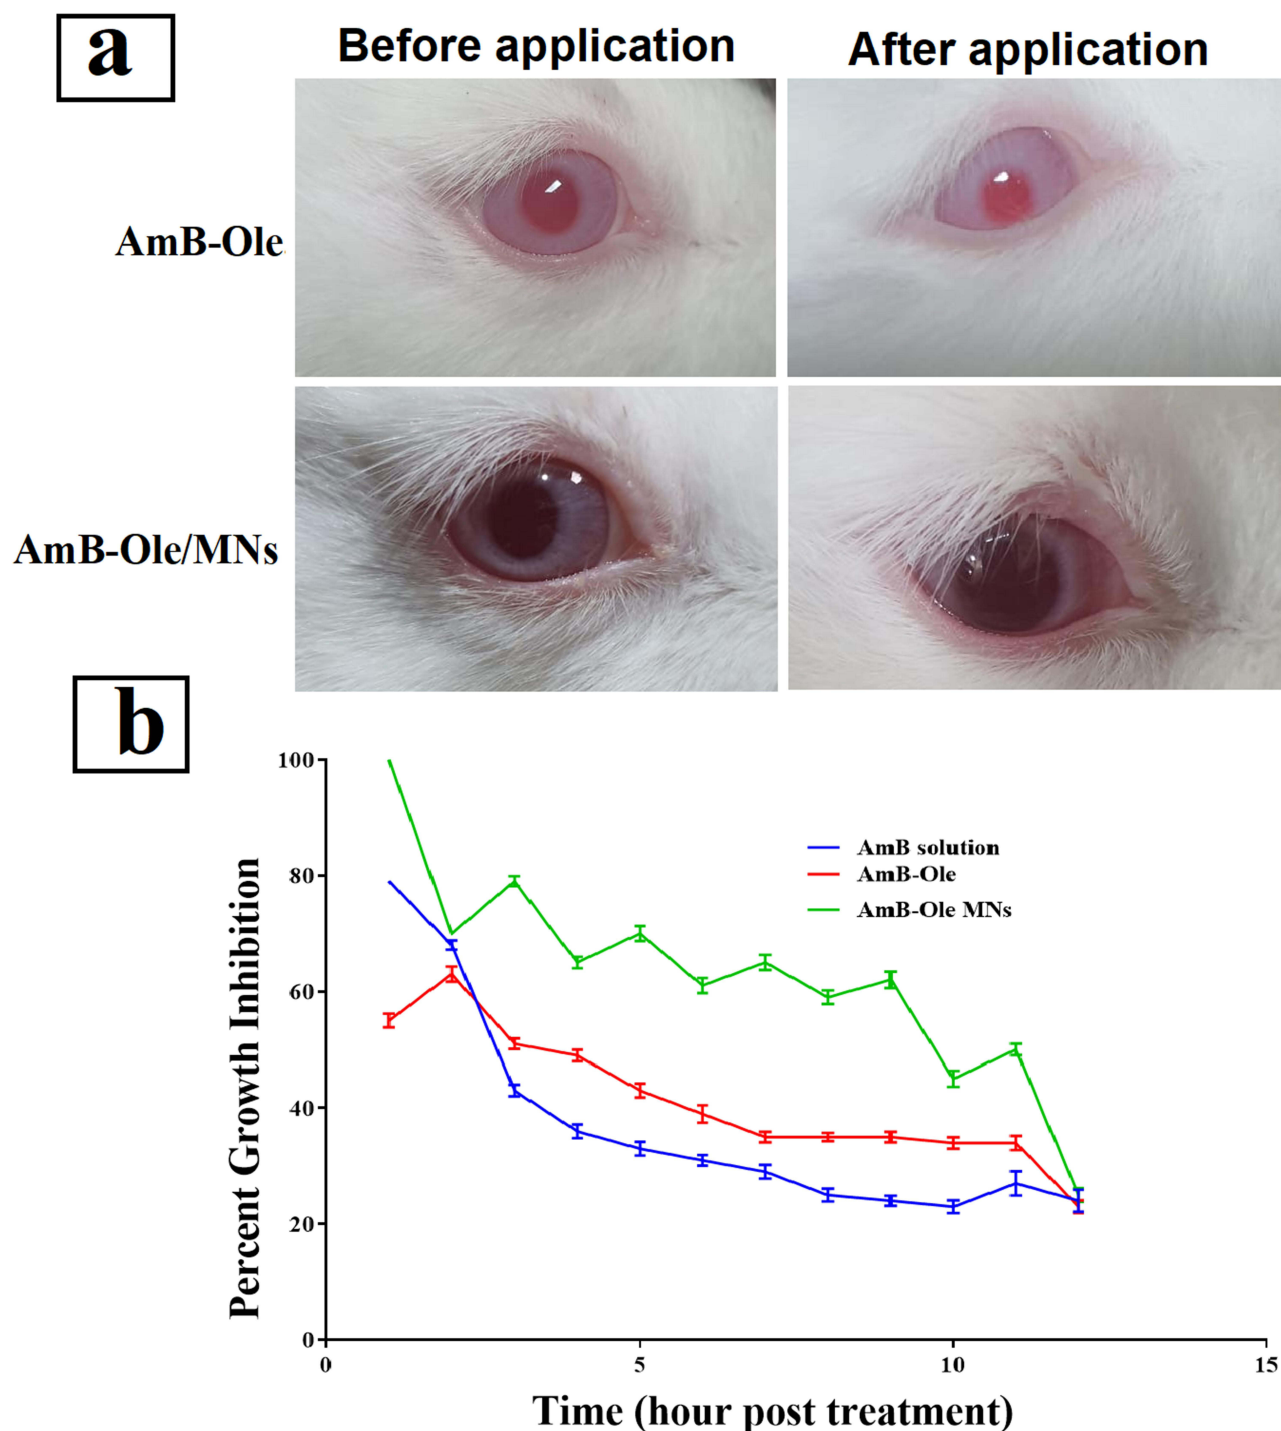 a
Before application
After application
AmB-Ole
AmB-Ole/MNs
b
100
80
60
40
20
0
Percent Growth Inhibition
AmB solution
AmB-Ole
AmB-Ole MNs
0
5
10
15
Time (hour post treatment)